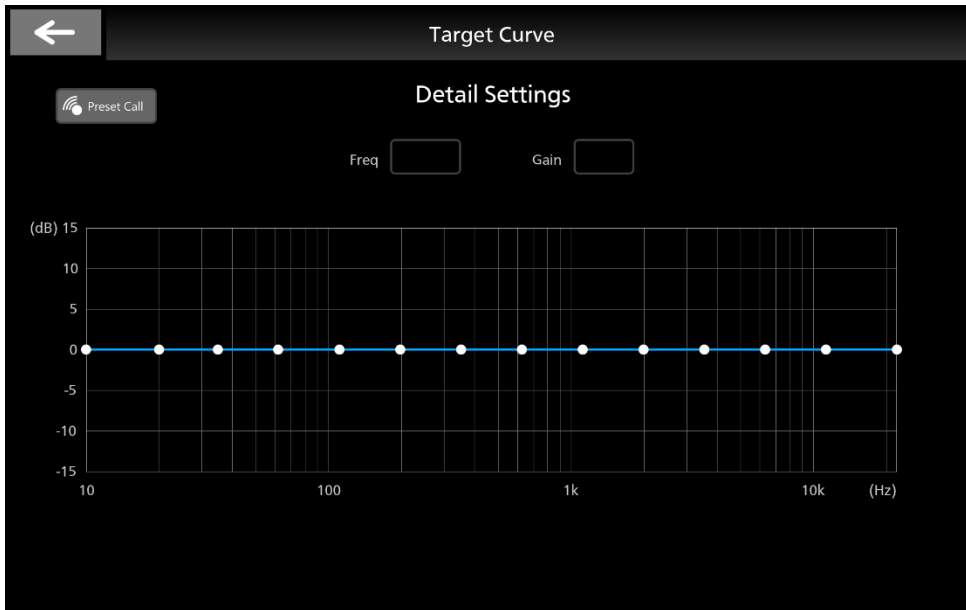 Target Curve
Preset Call
Detail Settings
Freq
Gain
(dB) 15
10
5
0
-5
-10
-15
10 100 1k 10k (Hz)